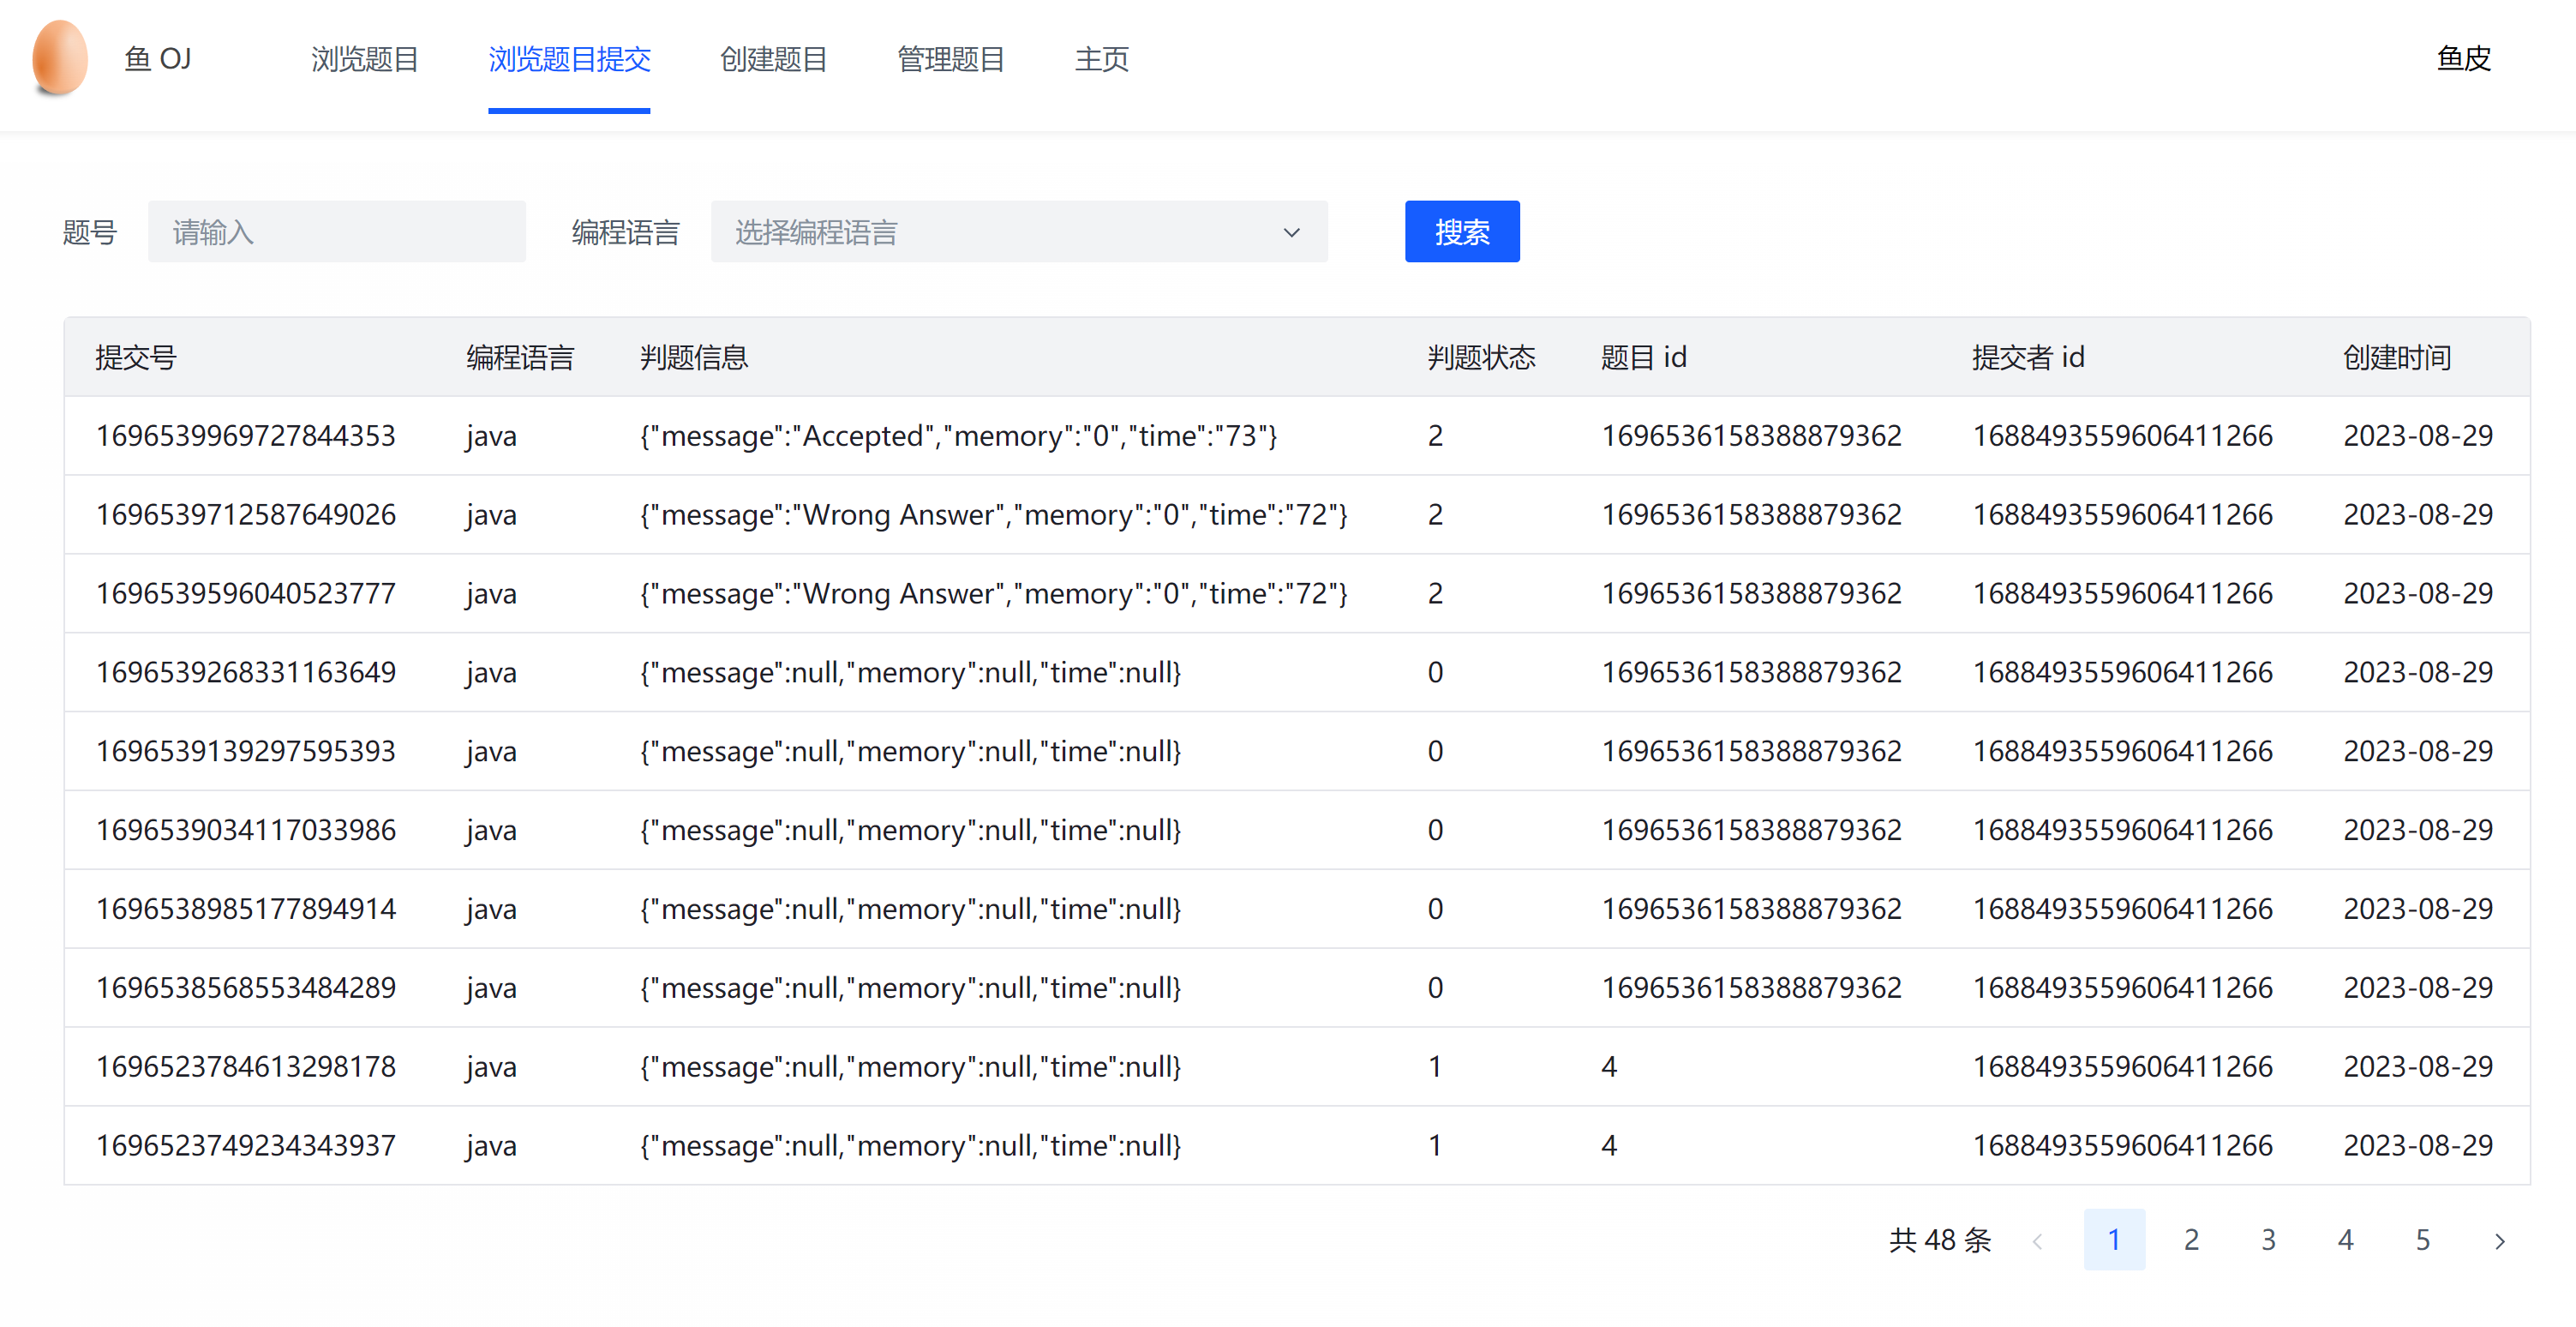 鱼 OJ 浏览题目 浏览题目提交 创建题目 管理题目 主页 鱼皮
题号 请输入 编程语言 选择编程语言 搜索
提交号 编程语言 判题信息 判题状态 题目 id 提交者 id 创建时间
1696539969727844353 java {"message":"Accepted","memory":"0","time":"73"} 2 1696536158388879362 1688493559606411266 2023-08-29
1696539712587649026 java {"message":"Wrong Answer","memory":"0","time":"72"} 2 1696536158388879362 1688493559606411266 2023-08-29
1696539596040523777 java {"message":"Wrong Answer","memory":"0","time":"72"} 2 1696536158388879362 1688493559606411266 2023-08-29
1696539268331163649 java {"message":null,"memory":null,"time":null} 0 1696536158388879362 1688493559606411266 2023-08-29
1696539139297595393 java {"message":null,"memory":null,"time":null} 0 1696536158388879362 1688493559606411266 2023-08-29
1696539034117033986 java {"message":null,"memory":null,"time":null} 0 1696536158388879362 1688493559606411266 2023-08-29
1696538985177894914 java {"message":null,"memory":null,"time":null} 0 1696536158388879362 1688493559606411266 2023-08-29
1696538568553484289 java {"message":null,"memory":null,"time":null} 0 1696536158388879362 1688493559606411266 2023-08-29
1696523784613298178 java {"message":null,"memory":null,"time":null} 1 4 1688493559606411266 2023-08-29
1696523749234343937 java {"message":null,"memory":null,"time":null} 1 4 1688493559606411266 2023-08-29
共 48 条 1 2 3 4 5